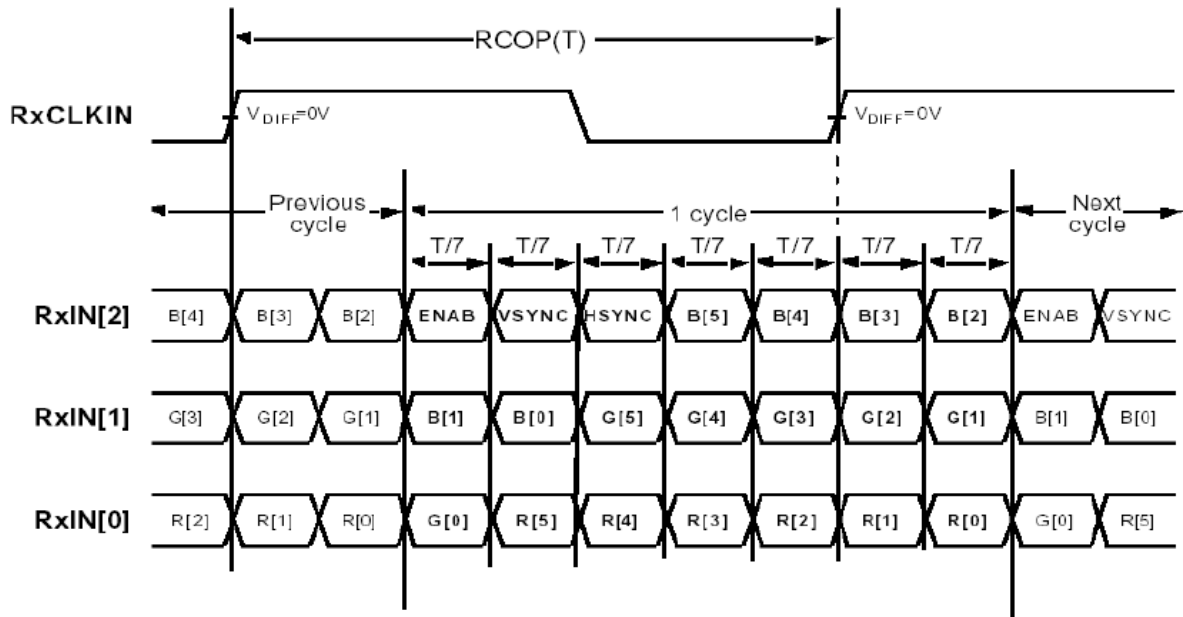 RCOP(T)
RxCLKIN VDIFF=0V VDIFF=0V
Previous cycle 1 cycle Next cycle
T/7 T/7 T/7 T/7 T/7 T/7 T/7
RxIN[2] B[4] B[3] B[2] ENAB VSYNC HSYNC B[5] B[4] B[3] B[2] ENAB VSYNC
RxIN[1] G[3] G[2] G[1] B[1] B[0] G[5] G[4] G[3] G[2] G[1] B[1] B[0]
RxIN[0] R[2] R[1] R[0] G[0] R[5] R[4] R[3] R[2] R[1] R[0] G[0] R[5]